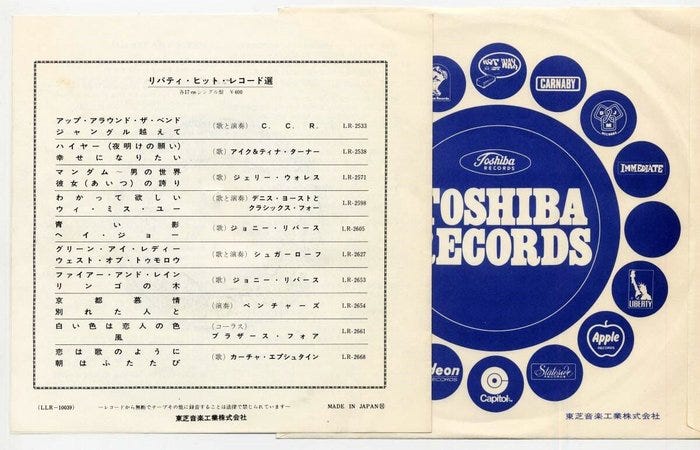 リバティ・ヒット・レコード選
各17㎝シングル盤 ¥400
アップ・アラウンド・ザ・ベンド
ジャングル越えて
(歌と演奏) C. C. R. LR-2533
ハイヤー(夜明けの願い)
幸せになりたい
(歌) アイク&ティナ・ターナー LR-2538
マンダム~男の世界
彼女(あいつ)の誇り
(歌) ジェリー・ウォレス LR-2571
わかって欲しい
ウィ・ミス・ユー
(歌と演奏) デニス・ヨーストと
クラシックス・フォー LR-2598
青い影
ヘイ・ジョー
(歌) ジョニー・リバース LR-2605
グリーン・アイ・レディー
ウェスト・オブ・トゥモロウ
(歌と演奏) シュガーローフ LR-2627
ファイアー・アンド・レイン
リンゴの木
(歌) ジョニー・リバース LR-2653
京都慕情
別れた人と
(演奏) ベンチャーズ LR-2654
白い色は恋人の色
風
(コーラス)
ブラザース・フォア LR-2661
恋は歌のように
朝はふたたび
(歌) カーチャ・エプシュタイン LR-2668
(LLR-10039)
―レコードから無断でテープその他に録音することは法律で禁じられています―
MADE IN JAPAN
東芝音楽工業株式会社
HOT WAX
CARNABY
RECORDS
IMMEDIATE
Toshiba
RECORDS
TOSHIBA
RECORDS
LIBERTY
Apple
RECORDS
Stateside
RECORDS
Capitol
deon
RECORDS
東芝音楽工業株式会社